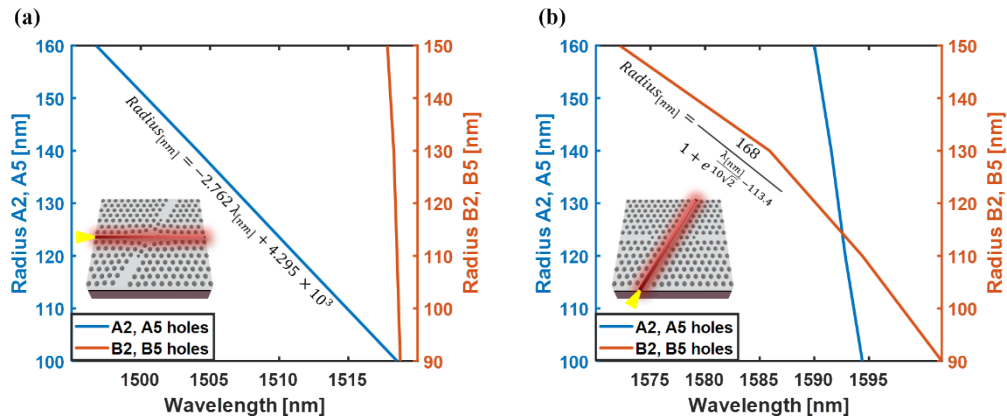 (a)
160
150
140
130
120
110
100
Radius A2, A5 [nm]
Radius[nm] = −2.762 λ[nm] + 4.295 × 10³
A2, A5 holes
B2, B5 holes
1500 1505 1510 1515
Wavelength [nm]
150
140
130
120
110
100
90
Radius B2, B5 [nm]
(b)
160
150
140
130
120
110
100
Radius A2, A5 [nm]
Radius[nm] = 168 / 1 + e^(λ[nm]/10√2 −113.4)
A2, A5 holes
B2, B5 holes
1575 1580 1585 1590 1595
Wavelength [nm]
150
140
130
120
110
100
90
Radius B2, B5 [nm]